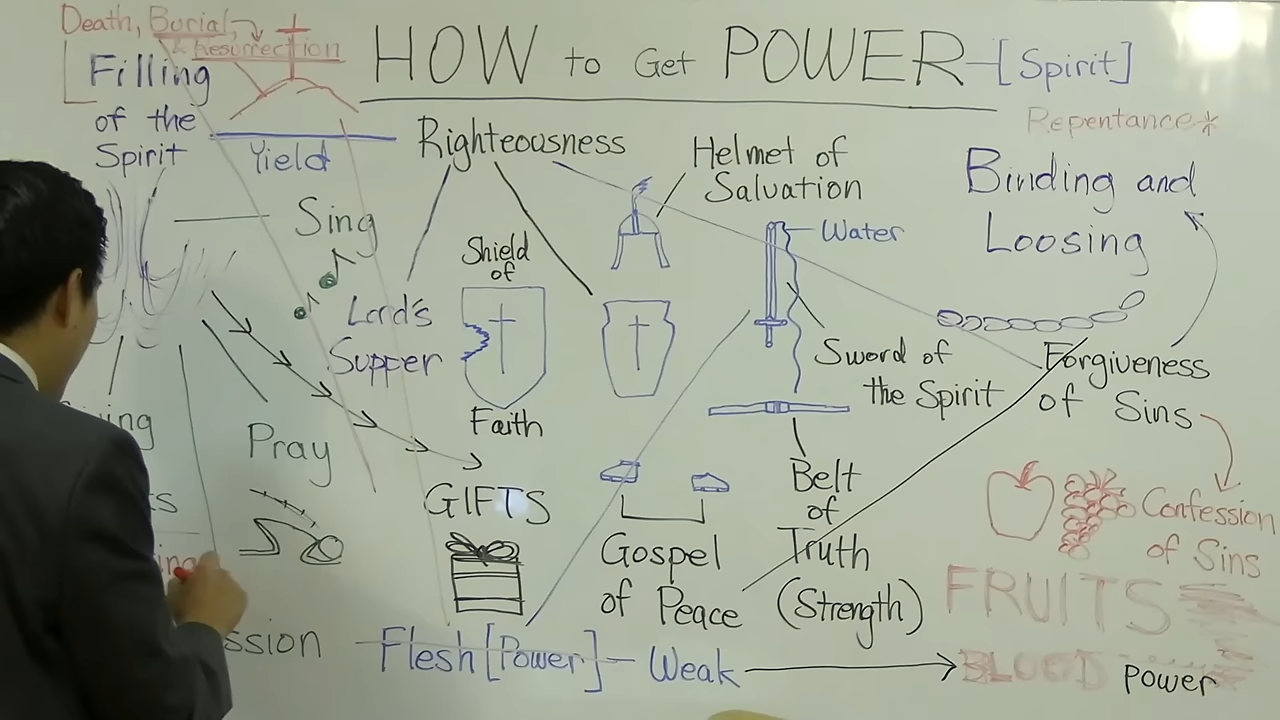 Death, Burial,
& Resurrection
HOW to Get POWER-[Spirit]
Filling
of the
Spirit
Yield
Repentance*
Righteousness
Helmet of
Salvation
Binding and
Loosing
Sing
Water
Shield
of
Faith
Lord's
Supper
Sword of
the Spirit
Forgiveness
of Sins
Pray
GIFTS
Belt
of
Truth
(Strength)
Gospel
of Peace
Confession
of Sins
FRUITS
Flesh [Power] - Weak
BLOOD Power